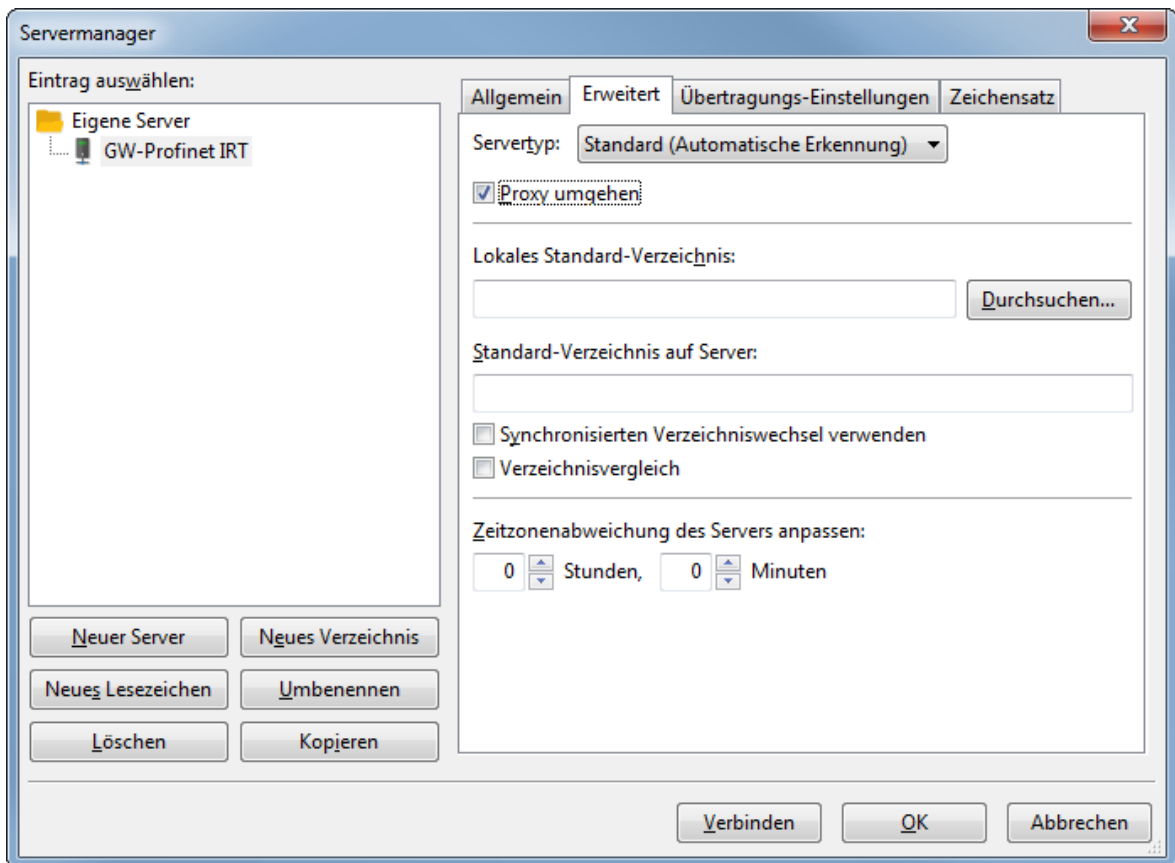 Servermanager
Eintrag auswählen:
Eigene Server
GW-Profinet IRT
Neuer Server
Neues Verzeichnis
Neues Lesezeichen
Umbenennen
Löschen
Kopieren
Allgemein
Erweitert
Übertragungs-Einstellungen
Zeichensatz
Servertyp:
Standard (Automatische Erkennung)
Proxy umgehen
Lokales Standard-Verzeichnis:
Durchsuchen...
Standard-Verzeichnis auf Server:
Synchronisierten Verzeichniswechsel verwenden
Verzeichnisvergleich
Zeitzonenabweichung des Servers anpassen:
0 Stunden, 0 Minuten
Verbinden
OK
Abbrechen